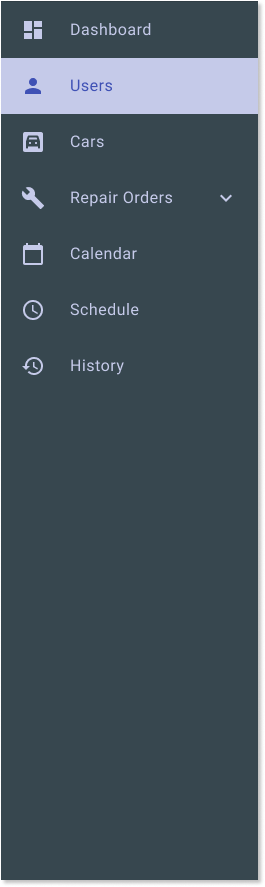 Dashboard
Users
Cars
Repair Orders
Calendar
Schedule
History